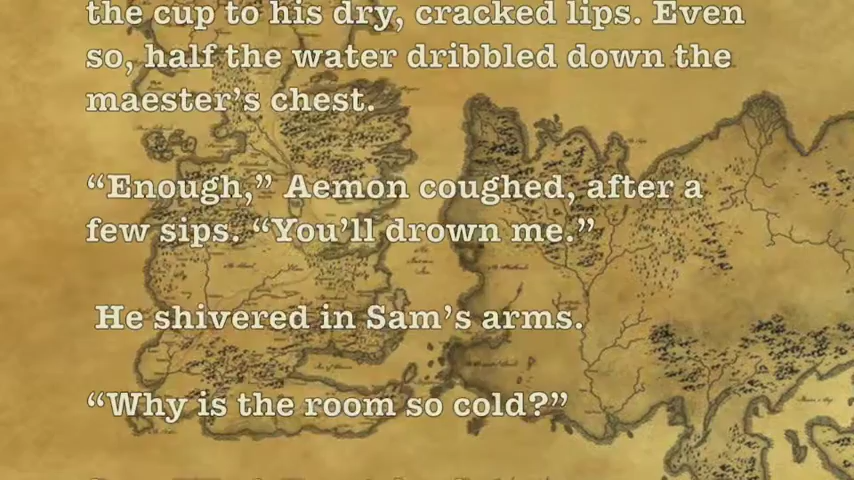 the cup to his dry, cracked lips. Even
so, half the water dribbled down the
maester’s chest.
“Enough,” Aemon coughed, after a
few sips. “You’ll drown me.”
He shivered in Sam’s arms.
“Why is the room so cold?”